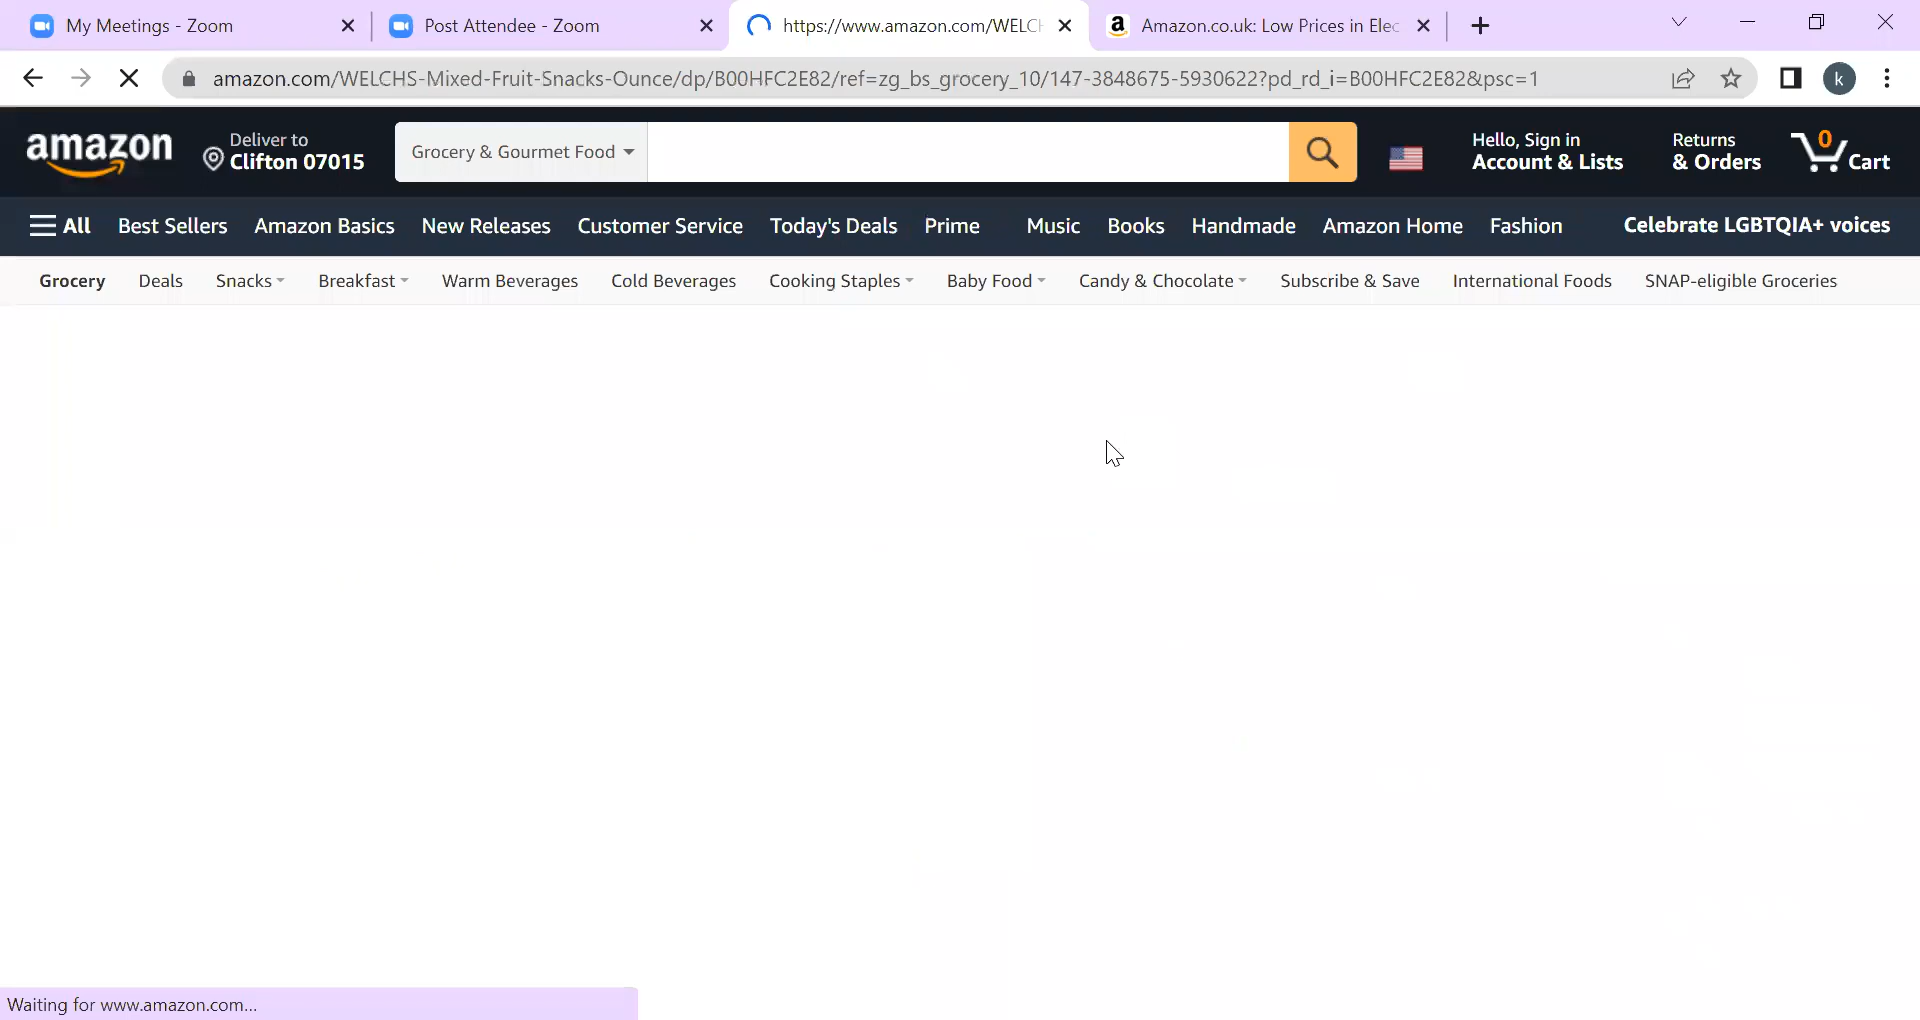 My Meetings - Zoom
Post Attendee - Zoom
https://www.amazon.com/WELCH
Amazon.co.uk: Low Prices in Elec
amazon.com/WELCHS-Mixed-Fruit-Snacks-Ounce/dp/B00HFC2E82/ref=zg_bs_grocery_10/147-3848675-5930622?pd_rd_i=B00HFC2E82&psc=1
k
amazon
Deliver to
Clifton 07015
Grocery & Gourmet Food
Hello, Sign in
Account & Lists
Returns
& Orders
0
Cart
All Best Sellers Amazon Basics New Releases Customer Service Today's Deals Prime Music Books Handmade Amazon Home Fashion Celebrate LGBTQIA+ voices
Grocery Deals Snacks Breakfast Warm Beverages Cold Beverages Cooking Staples Baby Food Candy & Chocolate Subscribe & Save International Foods SNAP-eligible Groceries
Waiting for www.amazon.com...